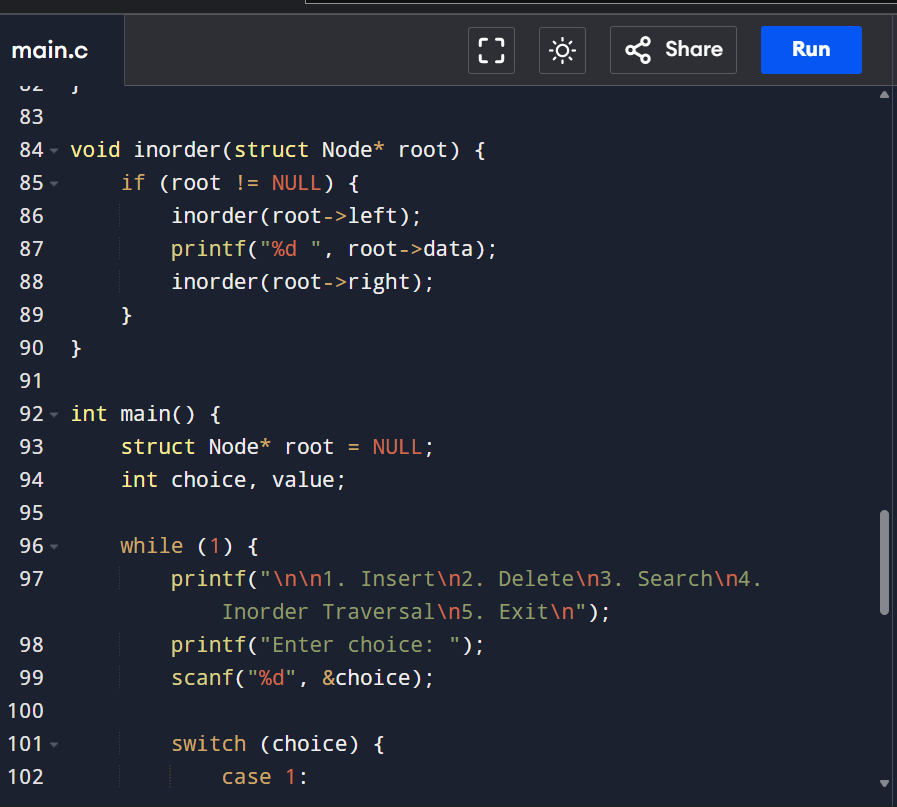 main.c
Share
Run
82 }
83
84 void inorder(struct Node* root) {
85 if (root != NULL) {
86 inorder(root->left);
87 printf("%d ", root->data);
88 inorder(root->right);
89 }
90 }
91
92 int main() {
93 struct Node* root = NULL;
94 int choice, value;
95
96 while (1) {
97 printf("\n\n1. Insert\n2. Delete\n3. Search\n4.
Inorder Traversal\n5. Exit\n");
98 printf("Enter choice: ");
99 scanf("%d", &choice);
100
101 switch (choice) {
102 case 1: